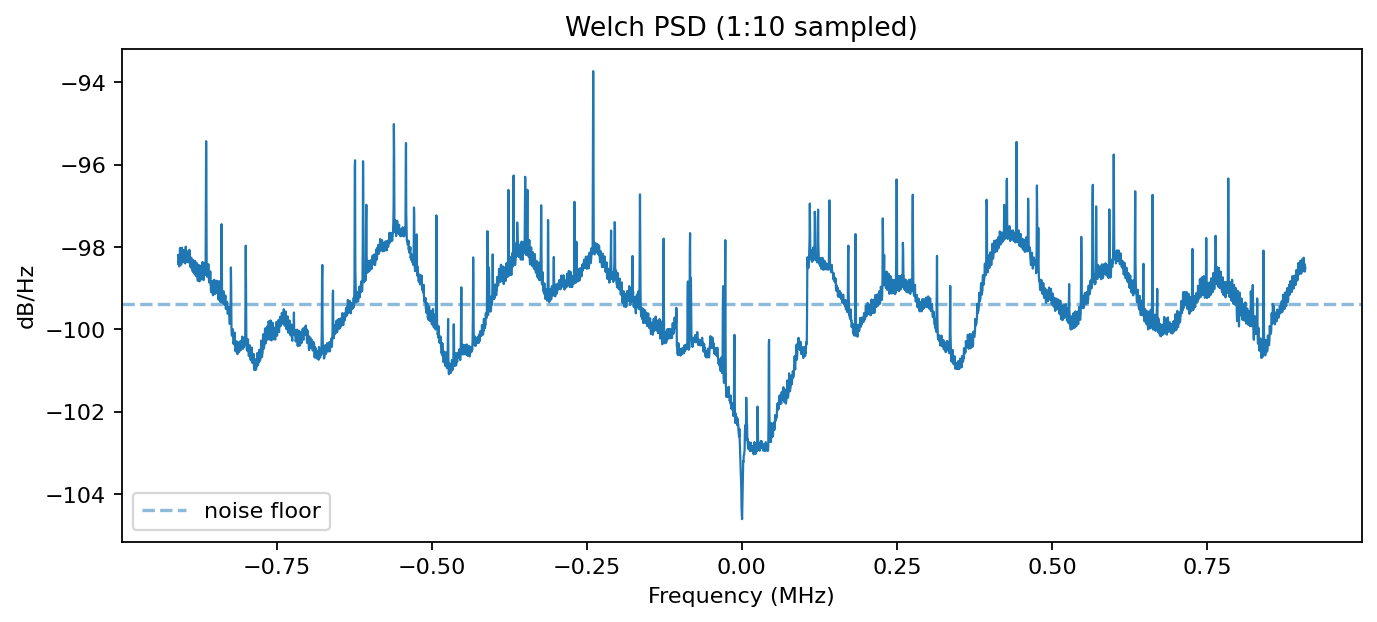 Welch PSD (1:10 sampled)
dB/Hz
−94
−96
−98
−100
−102
−104
noise floor
−0.75 −0.50 −0.25 0.00 0.25 0.50 0.75
Frequency (MHz)